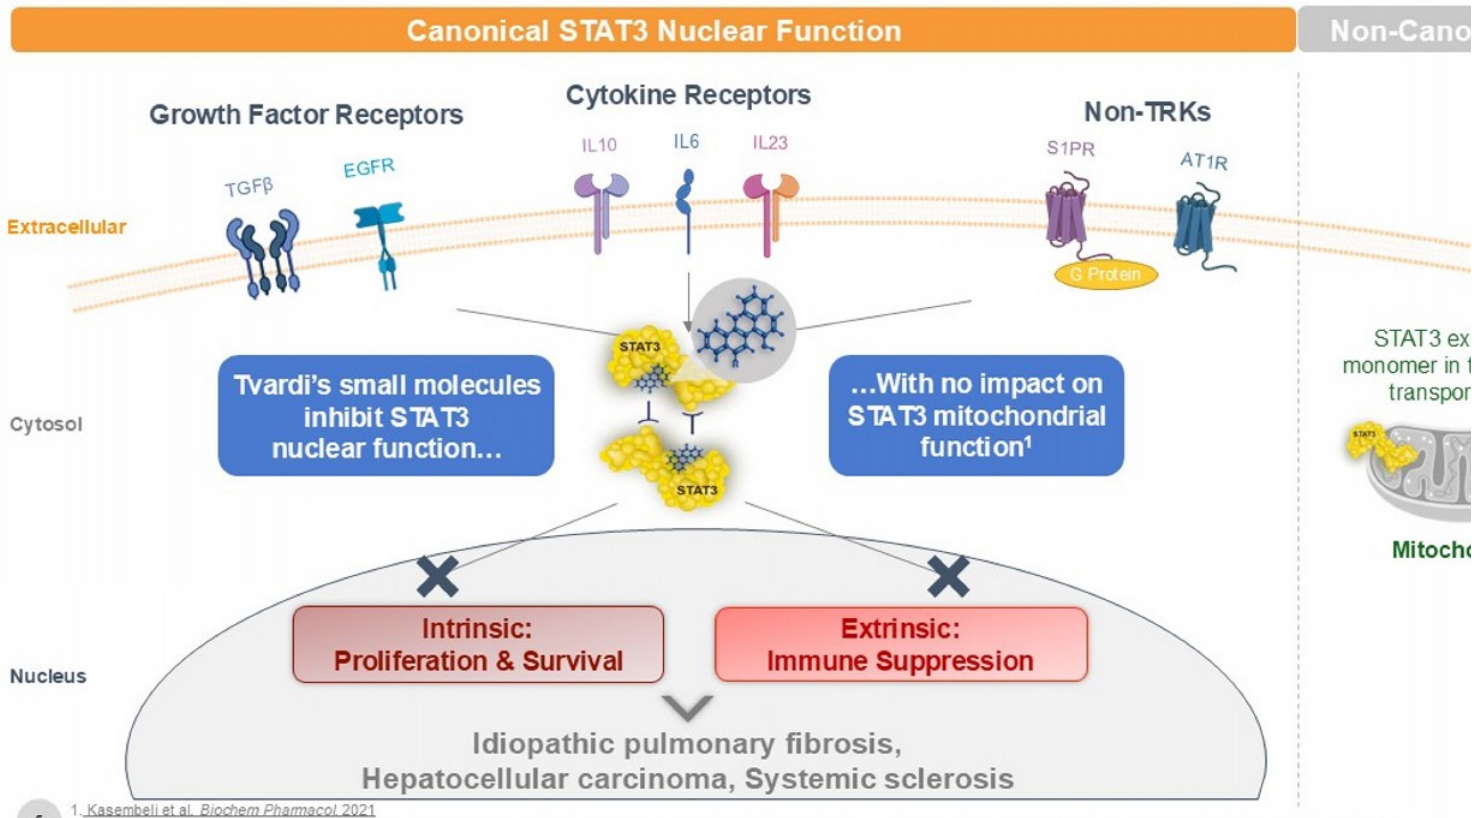 Canonical STAT3 Nuclear Function
Non-Cano
Growth Factor Receptors
Cytokine Receptors
Non-TRKs
TGFβ
EGFR
IL10
IL6
IL23
S1PR
AT1R
Extracellular
G Protein
STAT3
Tvardi's small molecules
inhibit STAT3
nuclear function…
…With no impact on
STAT3 mitochondrial
function¹
STAT3 ex
monomer in t
transpor
Cytosol
STAT3
STAT3
Mitocho
Intrinsic:
Proliferation & Survival
Extrinsic:
Immune Suppression
Nucleus
Idiopathic pulmonary fibrosis,
Hepatocellular carcinoma, Systemic sclerosis
1. Kasembeli et al. Biochem Pharmacol 2021